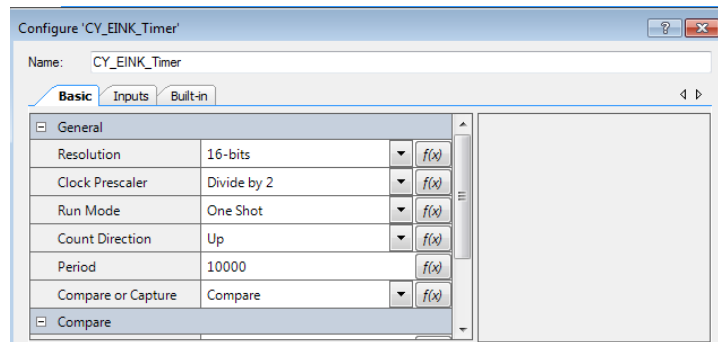 Configure 'CY_EINK_Timer'
Name: CY_EINK_Timer
Basic Inputs Built-in
General
Resolution 16-bits f(x)
Clock Prescaler Divide by 2 f(x)
Run Mode One Shot f(x)
Count Direction Up f(x)
Period 10000 f(x)
Compare or Capture Compare f(x)
Compare